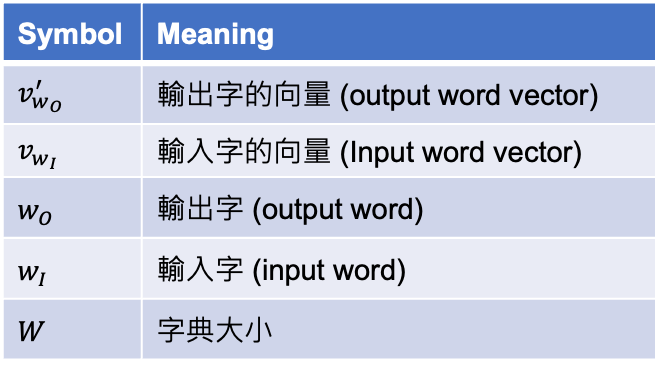 Symbol Meaning
v′_{w_O} 輸出字的向量 (output word vector)
v_{w_I} 輸入字的向量 (Input word vector)
w_O 輸出字 (output word)
w_I 輸入字 (input word)
W 字典大小